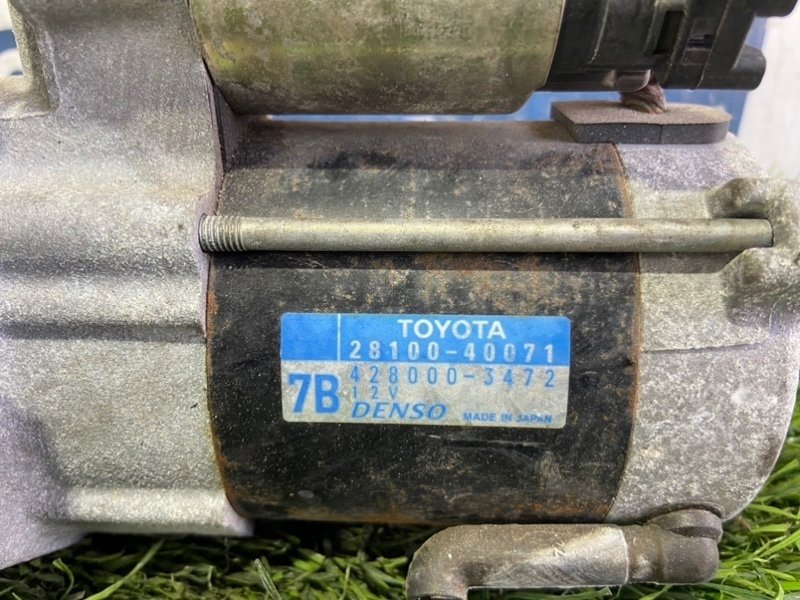 TOYOTA
28100-40071
428000-3472
7B
12V
DENSO MADE IN JAPAN